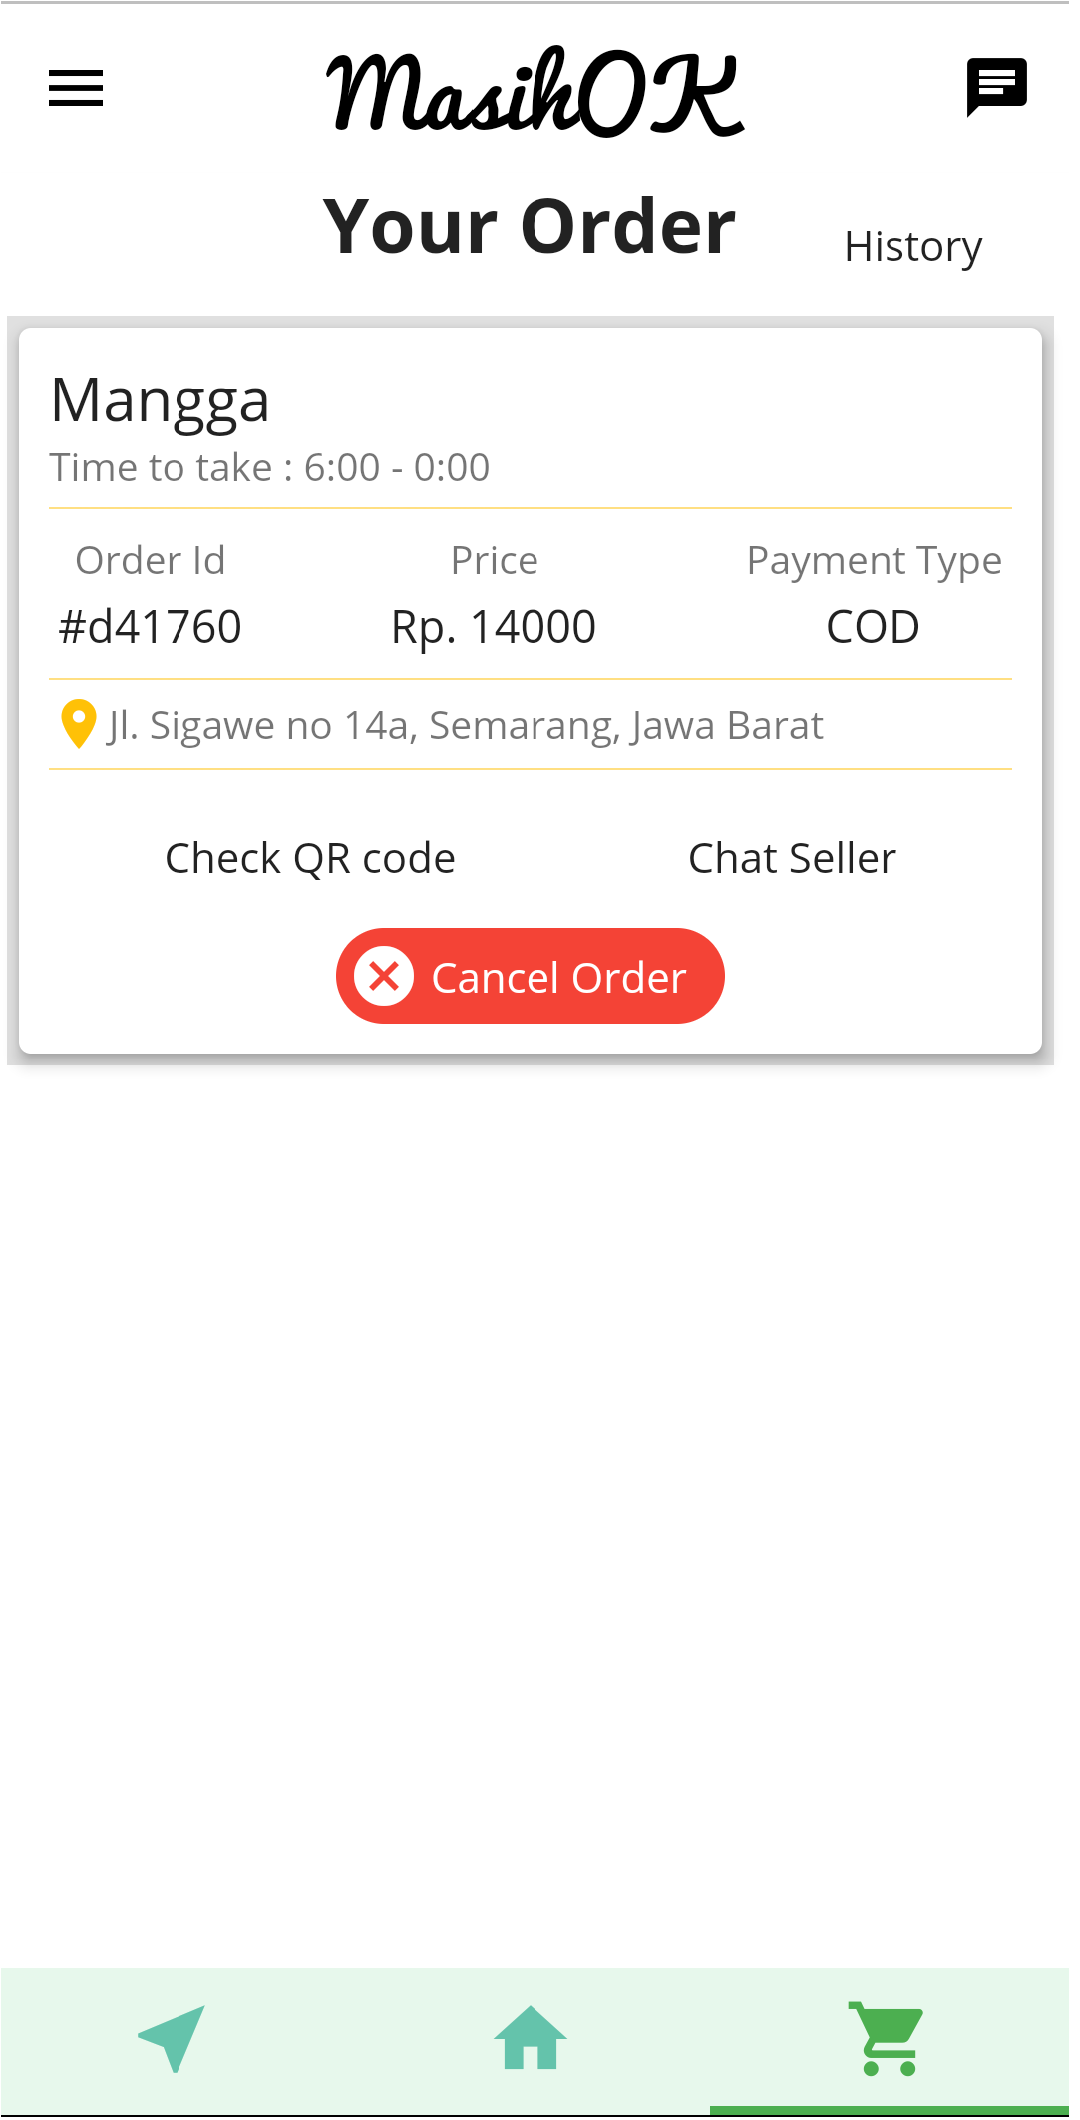 MasihOK
Your Order
History
Mangga
Time to take : 6:00 - 0:00
Order Id Price Payment Type
#d41760 Rp. 14000 COD
Jl. Sigawe no 14a, Semarang, Jawa Barat
Check QR code Chat Seller
Cancel Order